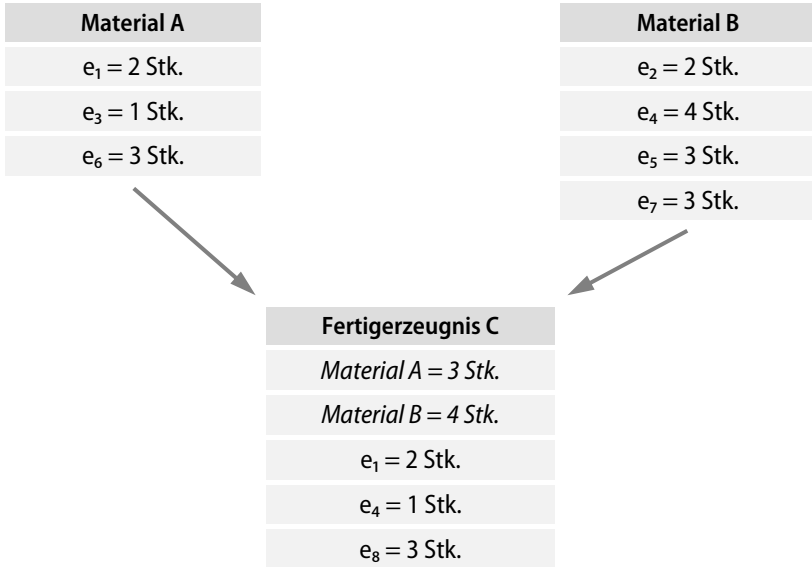 Material A
e₁ = 2 Stk.
e₃ = 1 Stk.
e₆ = 3 Stk.
Material B
e₂ = 2 Stk.
e₄ = 4 Stk.
e₅ = 3 Stk.
e₇ = 3 Stk.
Fertigerzeugnis C
Material A = 3 Stk.
Material B = 4 Stk.
e₁ = 2 Stk.
e₄ = 1 Stk.
e₈ = 3 Stk.